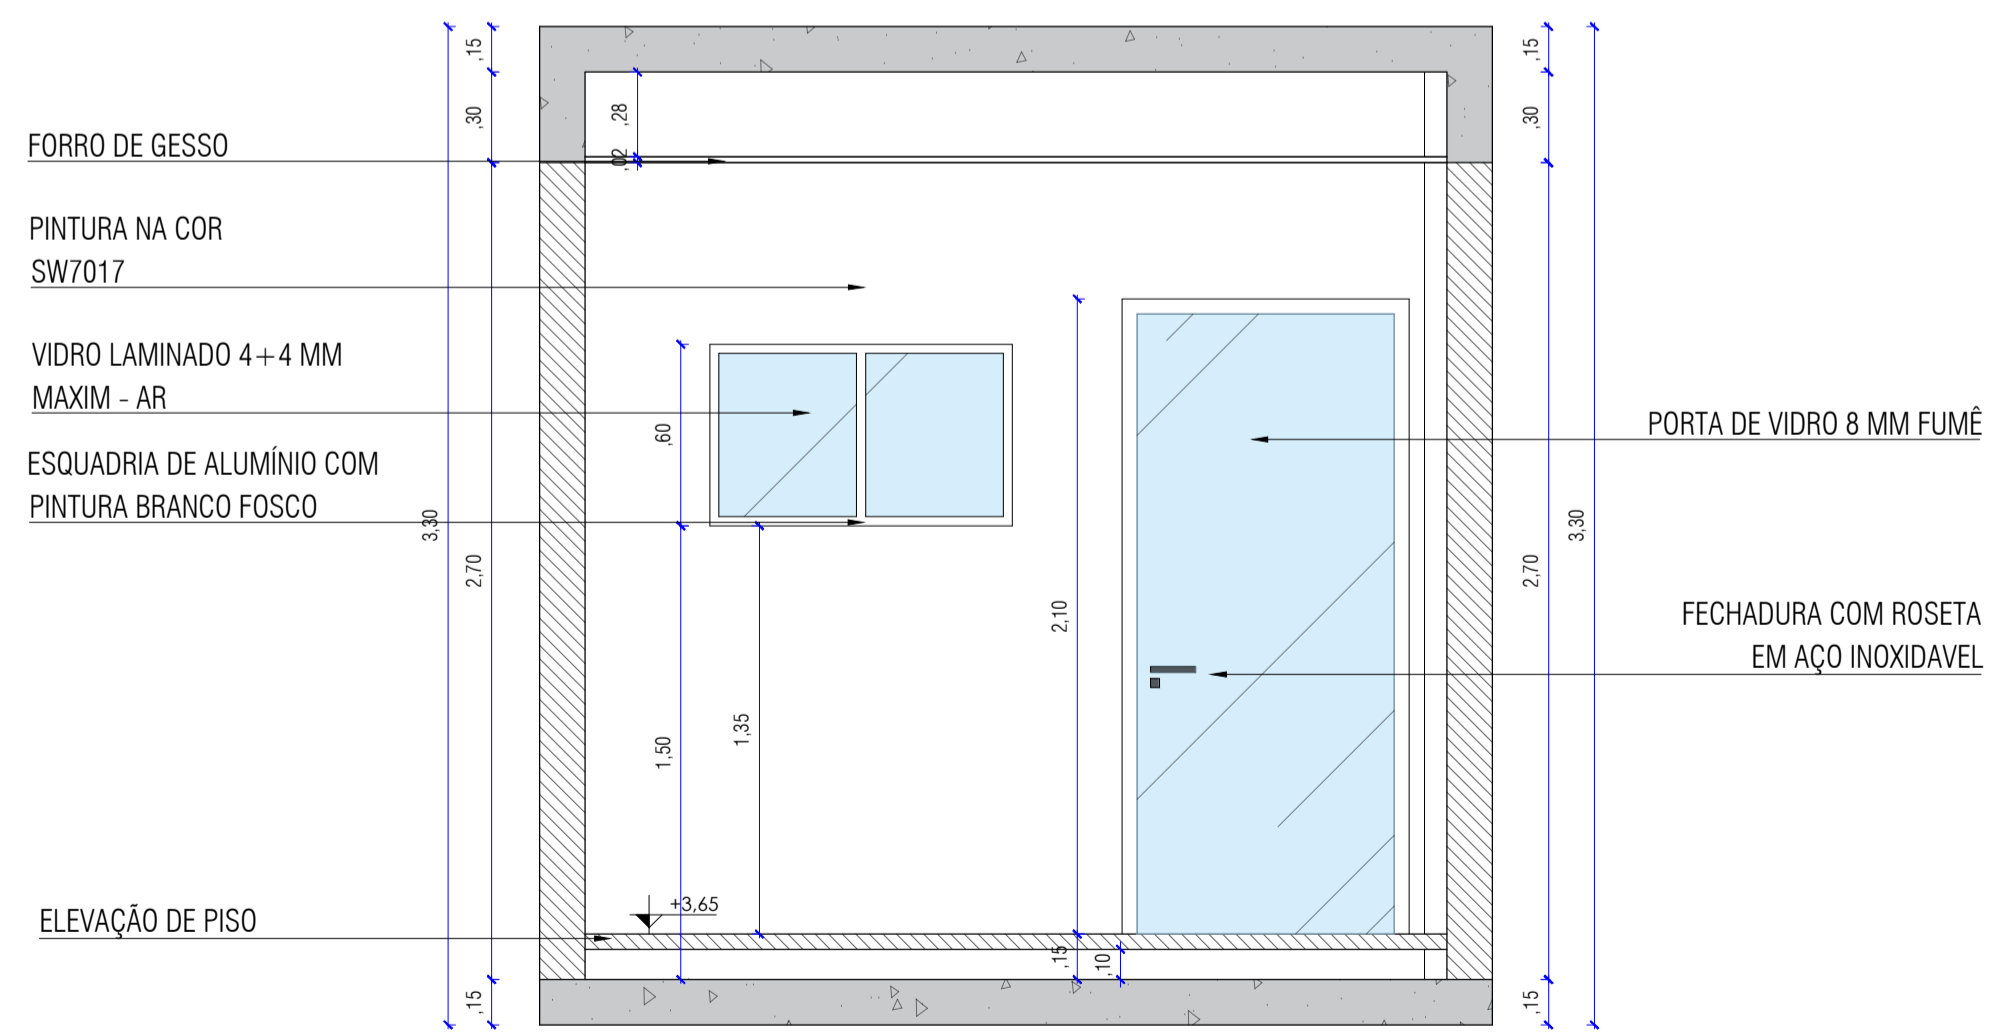 ,15
,15
,30
,28
,30
FORRO DE GESSO
,02
PINTURA NA COR
SW7017
VIDRO LAMINADO 4+4 MM
MAXIM - AR
,60
PORTA DE VIDRO 8 MM FUMÊ
ESQUADRIA DE ALUMÍNIO COM
PINTURA BRANCO FOSCO
3,30
3,30
2,70
2,70
2,10
FECHADURA COM ROSETA
EM AÇO INOXIDAVEL
1,50
1,35
+3,65
ELEVAÇÃO DE PISO
,15
,10
,15
,15